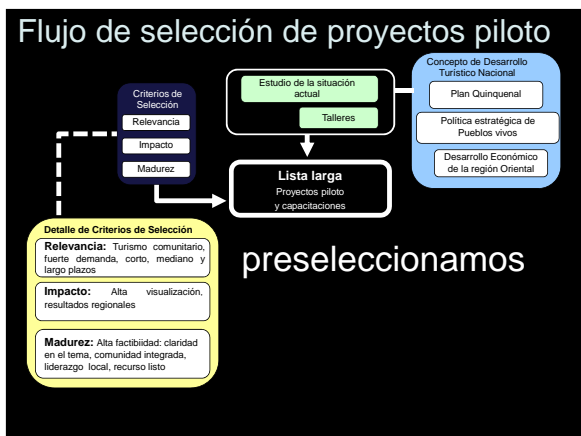 Flujo de selección de proyectos piloto
Criterios de
Selección
Relevancia
Impacto
Madurez
Estudio de la situación
actual
Talleres
Concepto de Desarrollo
Turístico Nacional
Plan Quinquenal
Política estratégica de
Pueblos vivos
Desarrollo Económico
de la región Oriental
Lista larga
Proyectos piloto
y capacitaciones
Detalle de Criterios de Selección
Relevancia: Turismo comunitario,
fuerte demanda, corto, mediano y
largo plazos
Impacto: Alta visualización,
resultados regionales
Madurez: Alta factibiidad: claridad
en el tema, comunidad integrada,
liderazgo local, recurso listo
preseleccionamos